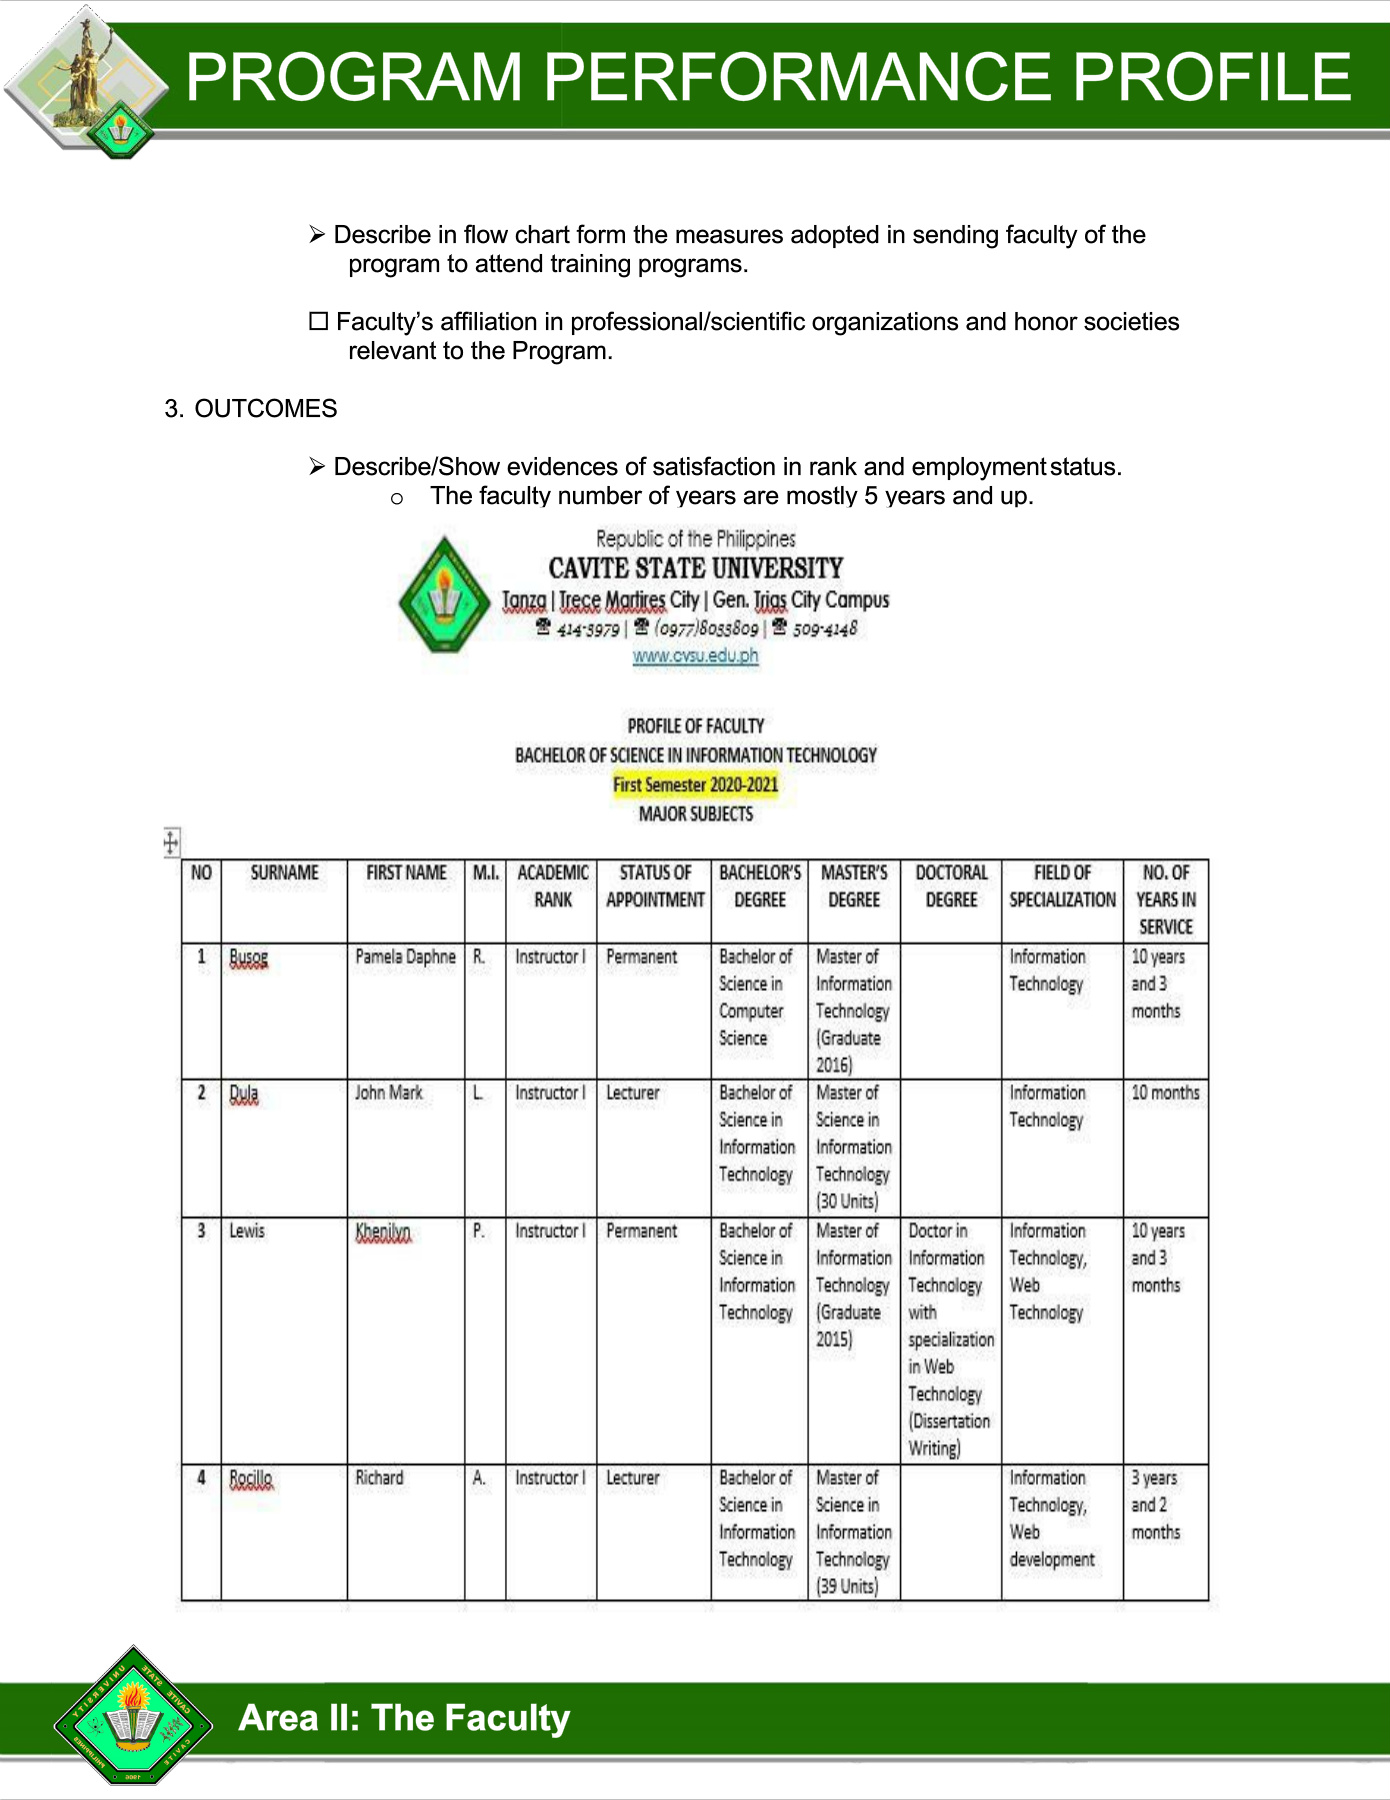 PROGRAM PERFORMANCE PROFILE
➢ Describe in flow chart form the measures adopted in sending faculty of the
program to attend training programs.
☐ Faculty’s affiliation in professional/scientific organizations and honor societies
relevant to the Program.
3. OUTCOMES
➢ Describe/Show evidences of satisfaction in rank and employment status.
o The faculty number of years are mostly 5 years and up.
Republic of the Philippines
CAVITE STATE UNIVERSITY
Tanza | Trece Martires City | Gen. Trias City Campus
☎ 414-3979 | ☎ (0977)8033809 | ☎ 509-4148
www.cvsu.edu.ph
PROFILE OF FACULTY
BACHELOR OF SCIENCE IN INFORMATION TECHNOLOGY
First Semester 2020-2021
MAJOR SUBJECTS
NO SURNAME FIRST NAME M.I. ACADEMIC STATUS OF BACHELOR’S MASTER’S DOCTORAL FIELD OF NO. OF
RANK APPOINTMENT DEGREE DEGREE DEGREE SPECIALIZATION YEARS IN
SERVICE
1 Busog Pamela Daphne R. Instructor I Permanent Bachelor of Master of Information 10 years
Science in Information Technology and 3
Computer Technology months
Science (Graduate
2016)
2 Dula John Mark L. Instructor I Lecturer Bachelor of Master of Information 10 months
Science in Science in Technology
Information Information
Technology Technology
(30 Units)
3 Lewis Khenilyn P. Instructor I Permanent Bachelor of Master of Doctor in Information 10 years
Science in Information Information Technology, and 3
Information Technology Technology Web months
Technology (Graduate with Technology
2015) specialization
in Web
Technology
(Dissertation
Writing)
4 Rocillo Richard A. Instructor I Lecturer Bachelor of Master of Information 3 years
Science in Science in Technology, and 2
Information Information Web months
Technology Technology development
(39 Units)
CAVITE STATE UNIVERSITY
CAVITE PHILIPPINES
1906
Area II: The Faculty